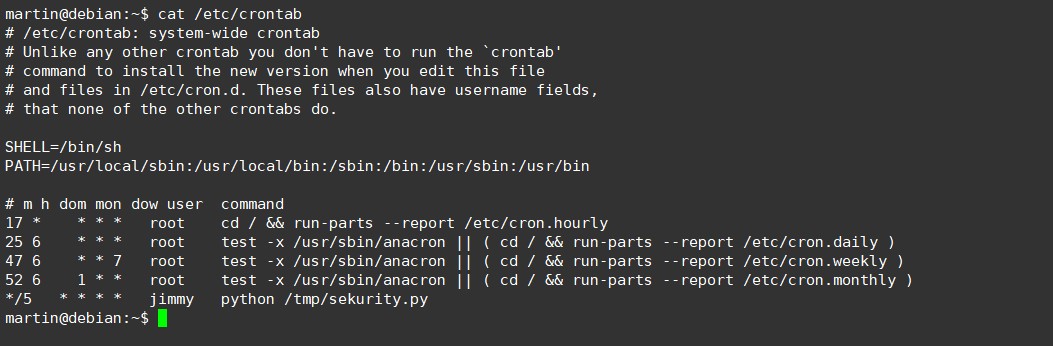 martin@debian:~$ cat /etc/crontab
# /etc/crontab: system-wide crontab
# Unlike any other crontab you don't have to run the `crontab'
# command to install the new version when you edit this file
# and files in /etc/cron.d. These files also have username fields,
# that none of the other crontabs do.

SHELL=/bin/sh
PATH=/usr/local/sbin:/usr/local/bin:/sbin:/bin:/usr/sbin:/usr/bin

# m h dom mon dow user  command
17 *    * * *   root    cd / && run-parts --report /etc/cron.hourly
25 6    * * *   root    test -x /usr/sbin/anacron || ( cd / && run-parts --report /etc/cron.daily )
47 6    * * 7   root    test -x /usr/sbin/anacron || ( cd / && run-parts --report /etc/cron.weekly )
52 6    1 * *   root    test -x /usr/sbin/anacron || ( cd / && run-parts --report /etc/cron.monthly )
*/5   * * * *   jimmy   python /tmp/sekurity.py
martin@debian:~$